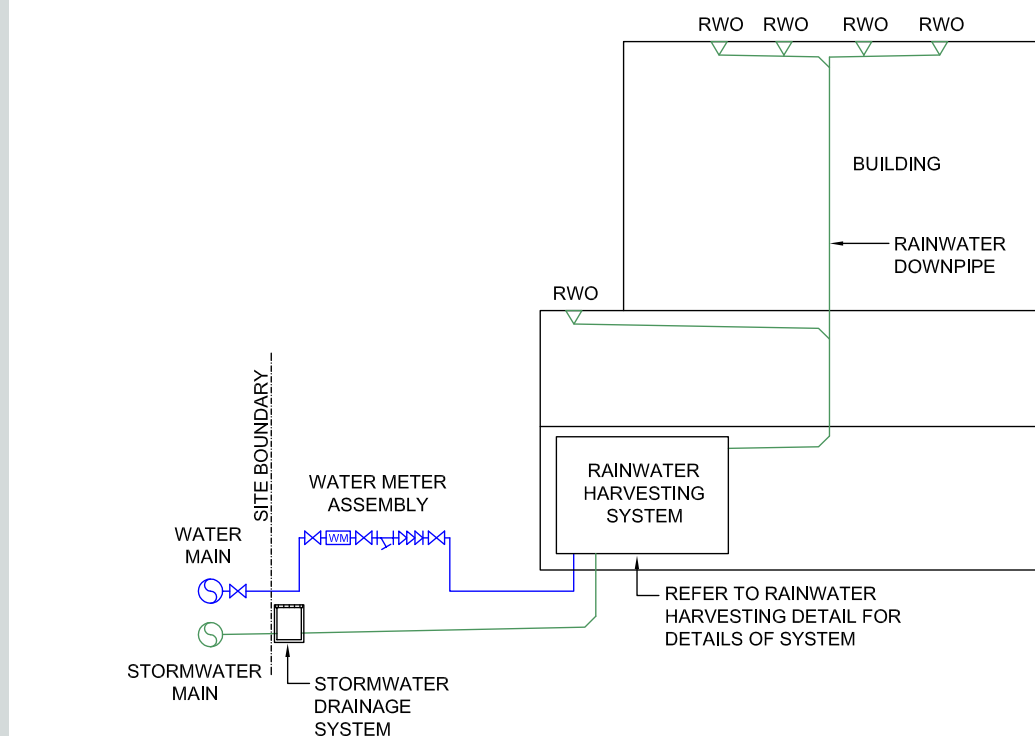 RWO RWO RWO RWO
BUILDING
RAINWATER
DOWNPIPE
RWO
SITE BOUNDARY
WATER METER
ASSEMBLY
WM
WATER
MAIN
RAINWATER
HARVESTING
SYSTEM
REFER TO RAINWATER
HARVESTING DETAIL FOR
DETAILS OF SYSTEM
STORMWATER
MAIN
STORMWATER
DRAINAGE
SYSTEM